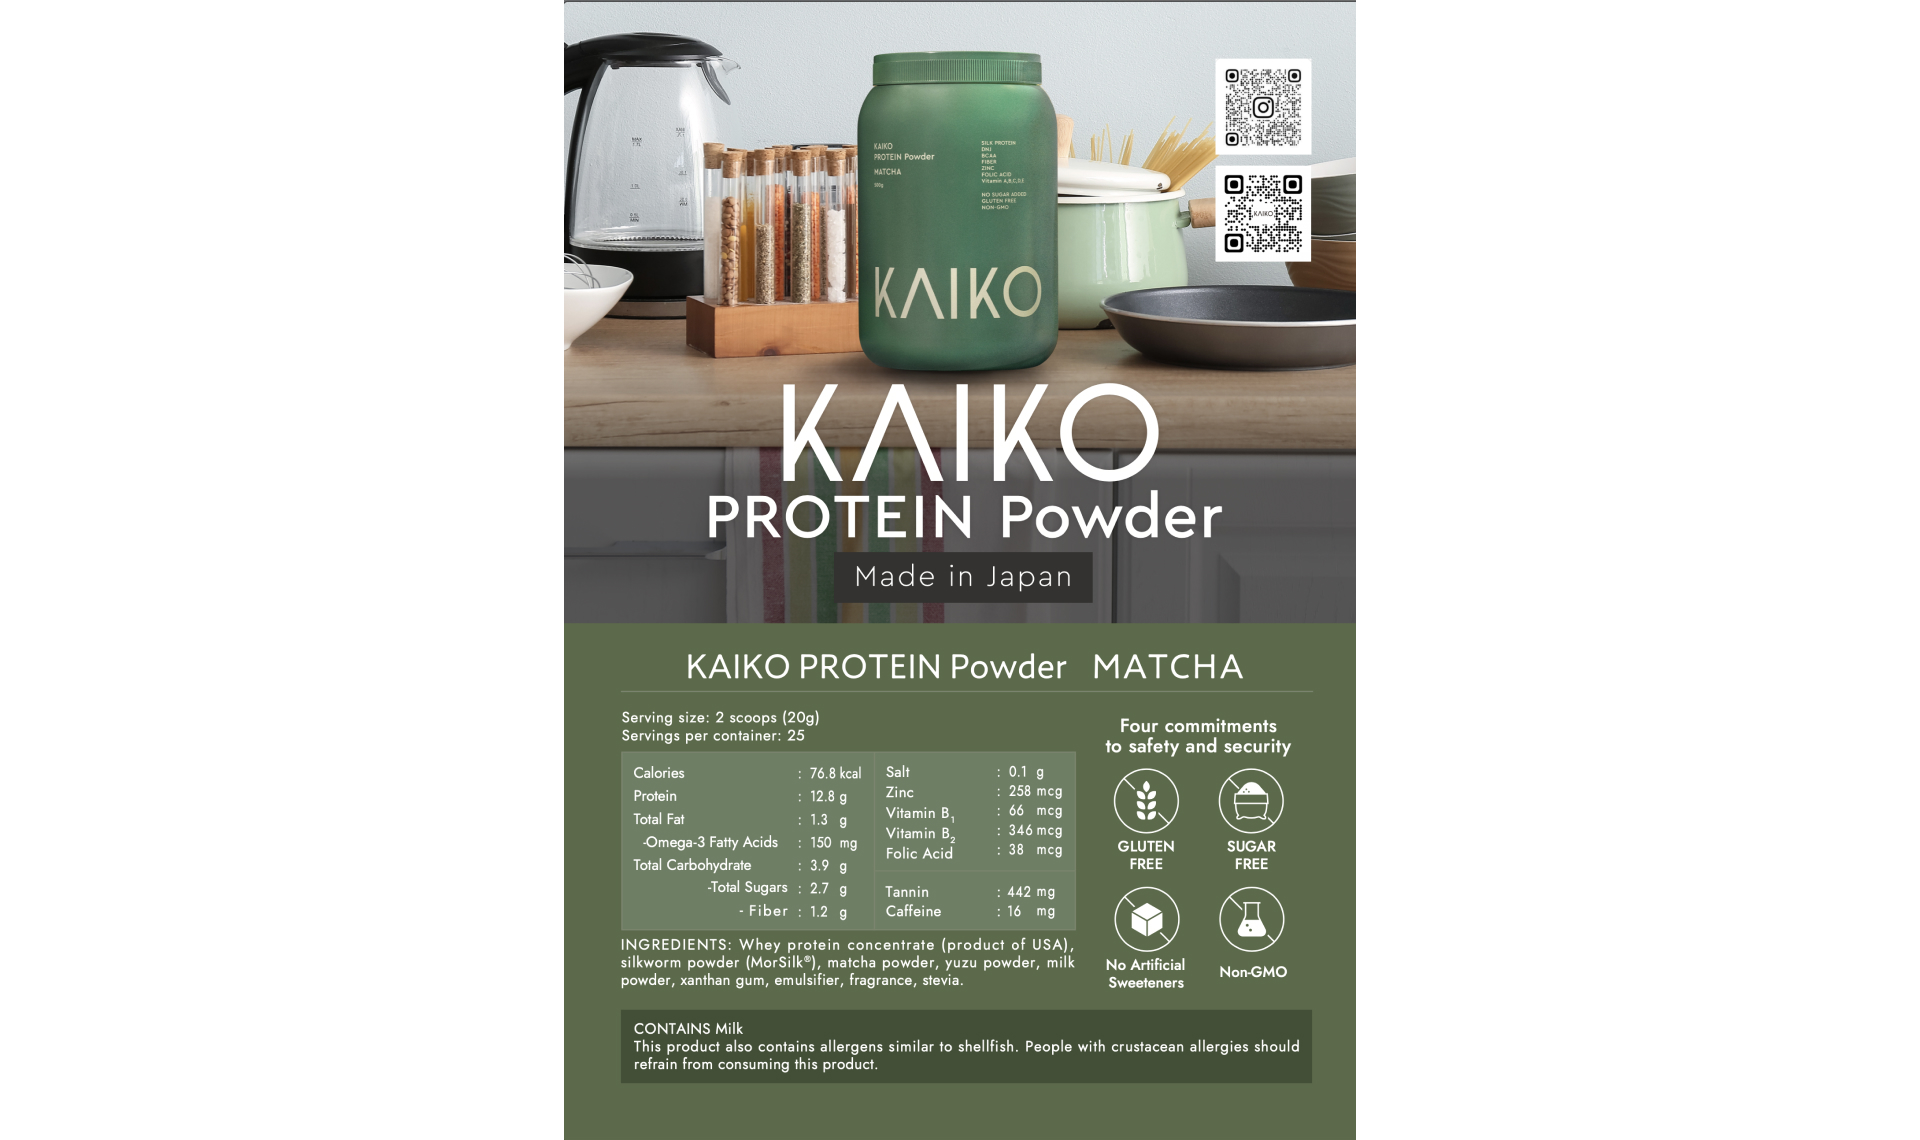 KAIKO
PROTEIN Powder
MATCHA
500g
SILK PROTEIN
DNJ
BCAA
FIBER
ZINC
FOLIC ACID
Vitamin A,B,C,D,E
NO SUGAR ADDED
GLUTEN FREE
NON-GMO
KAIKO
KAIKO
MAX
KAIKO
PROTEIN Powder
Made in Japan
KAIKO PROTEIN Powder MATCHA
Serving size: 2 scoops (20g)
Servings per container: 25
Calories : 76.8 kcal
Protein : 12.8 g
Total Fat : 1.3 g
-Omega-3 Fatty Acids : 150 mg
Total Carbohydrate : 3.9 g
-Total Sugars : 2.7 g
- Fiber : 1.2 g
Salt : 0.1 g
Zinc : 258 mcg
Vitamin B₁ : 66 mcg
Vitamin B₂ : 346 mcg
Folic Acid : 38 mcg
Tannin : 442 mg
Caffeine : 16 mg
INGREDIENTS: Whey protein concentrate (product of USA),
silkworm powder (MorSilk®), matcha powder, yuzu powder, milk
powder, xanthan gum, emulsifier, fragrance, stevia.
Four commitments
to safety and security
GLUTEN
FREE
SUGAR
FREE
No Artificial
Sweeteners
Non-GMO
CONTAINS Milk
This product also contains allergens similar to shellfish. People with crustacean allergies should
refrain from consuming this product.